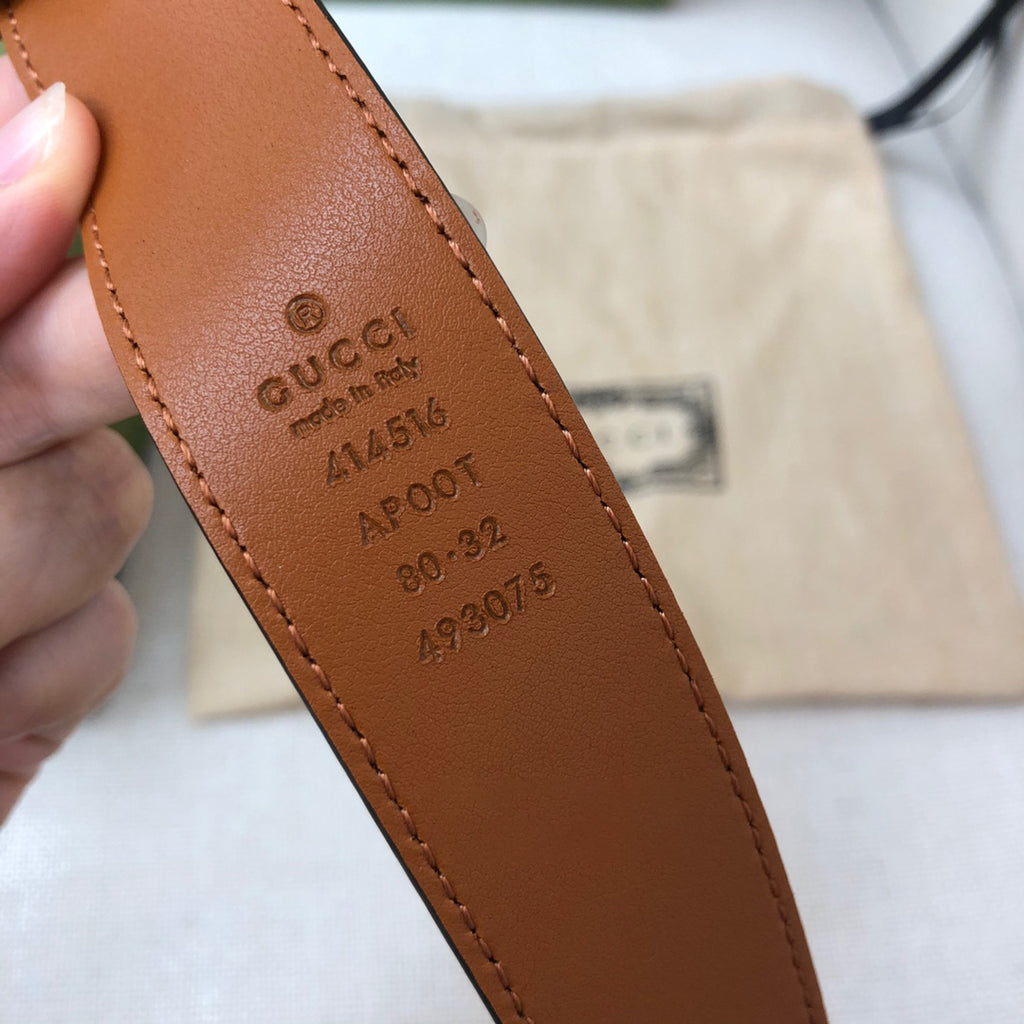 ®
GUCCI
made in Italy
414516
AP00T
80·32
493075